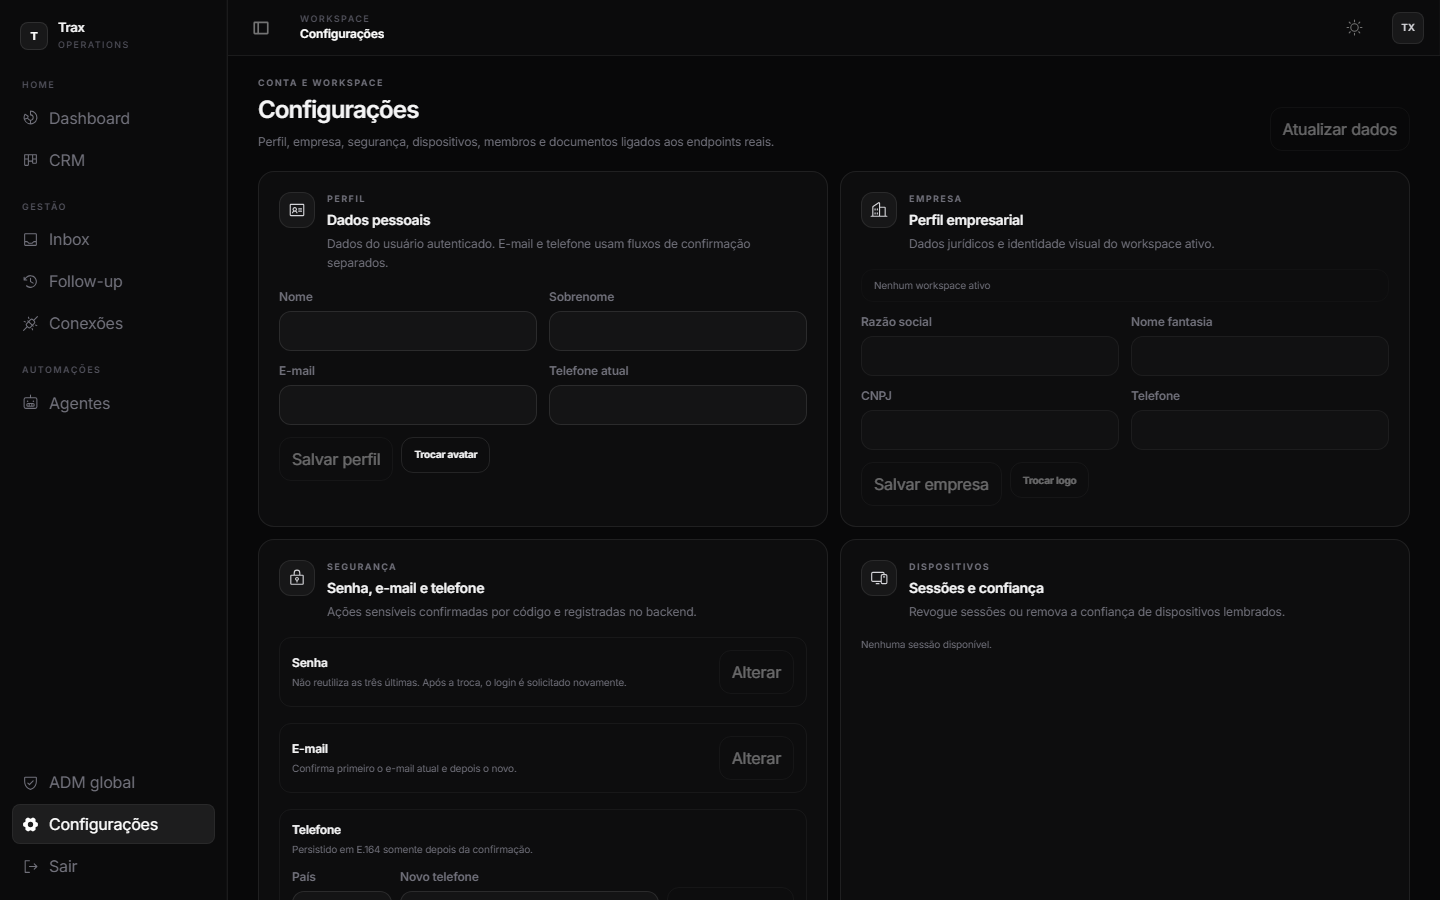 T
Trax
OPERATIONS
HOME
Dashboard
CRM
GESTÃO
Inbox
Follow-up
Conexões
AUTOMAÇÕES
Agentes
ADM global
Configurações
Sair
WORKSPACE
Configurações
TX
CONTA E WORKSPACE
Configurações
Perfil, empresa, segurança, dispositivos, membros e documentos ligados aos endpoints reais.
Atualizar dados
PERFIL
Dados pessoais
Dados do usuário autenticado. E-mail e telefone usam fluxos de confirmação
separados.
Nome
Sobrenome
E-mail
Telefone atual
Salvar perfil
Trocar avatar
EMPRESA
Perfil empresarial
Dados jurídicos e identidade visual do workspace ativo.
Nenhum workspace ativo
Razão social
Nome fantasia
CNPJ
Telefone
Salvar empresa
Trocar logo
SEGURANÇA
Senha, e-mail e telefone
Ações sensíveis confirmadas por código e registradas no backend.
Senha
Não reutiliza as três últimas. Após a troca, o login é solicitado novamente.
Alterar
E-mail
Confirma primeiro o e-mail atual e depois o novo.
Alterar
Telefone
Persistido em E.164 somente depois da confirmação.
País
Novo telefone
DISPOSITIVOS
Sessões e confiança
Revogue sessões ou remova a confiança de dispositivos lembrados.
Nenhuma sessão disponível.